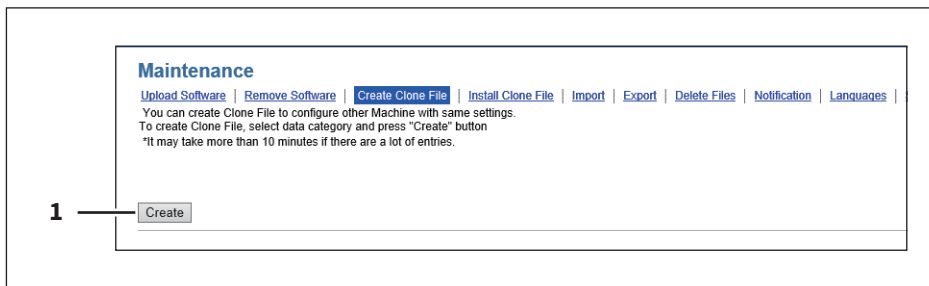 Maintenance
Upload Software | Remove Software | Create Clone File | Install Clone File | Import | Export | Delete Files | Notification | Languages |
You can create Clone File to configure other Machine with same settings.
To create Clone File, select data category and press "Create" button
*It may take more than 10 minutes if there are a lot of entries.
1
Create